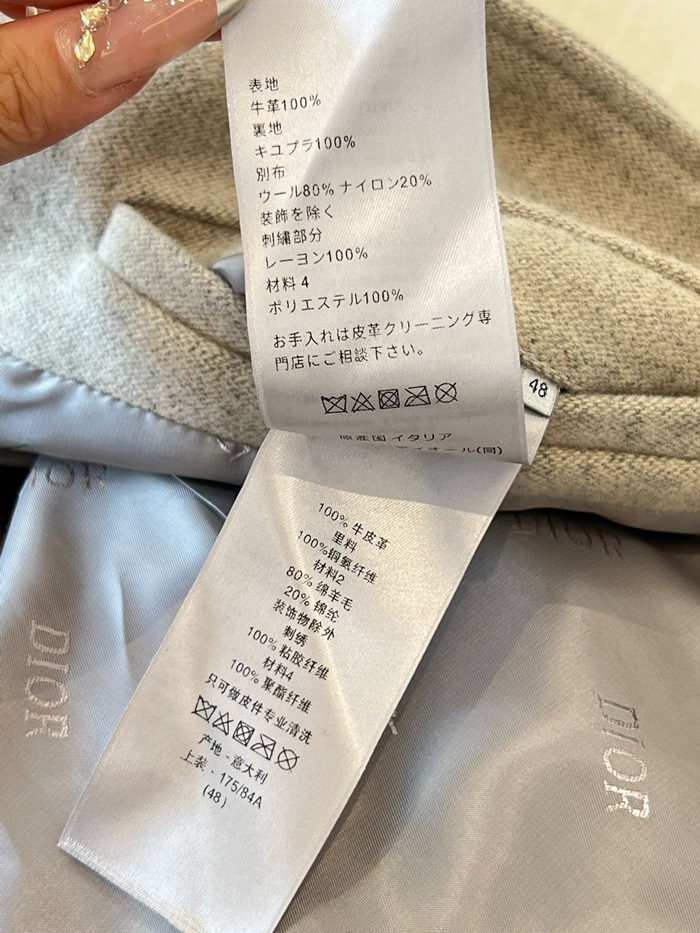 表地
牛革100%
裏地
キュプラ100%
別布
ウール80% ナイロン20%
装飾を除く
刺繍部分
レーヨン100%
材料 4
ポリエステル100%
お手入れは皮革クリーニング専
門店にご相談下さい。
48
原産国 イタリア
ディオール(同)
100% 牛皮革
里料
100%铜氨纤维
材料2
80% 绵羊毛
20% 锦纶
装饰物除外
刺绣
100% 粘胶纤维
材料4
100% 聚酯纤维
只可做皮件专业清洗
产地 - 意大利
上装 - 175/84A
(48)
DIOR
DIOR
DIOR
DIOR